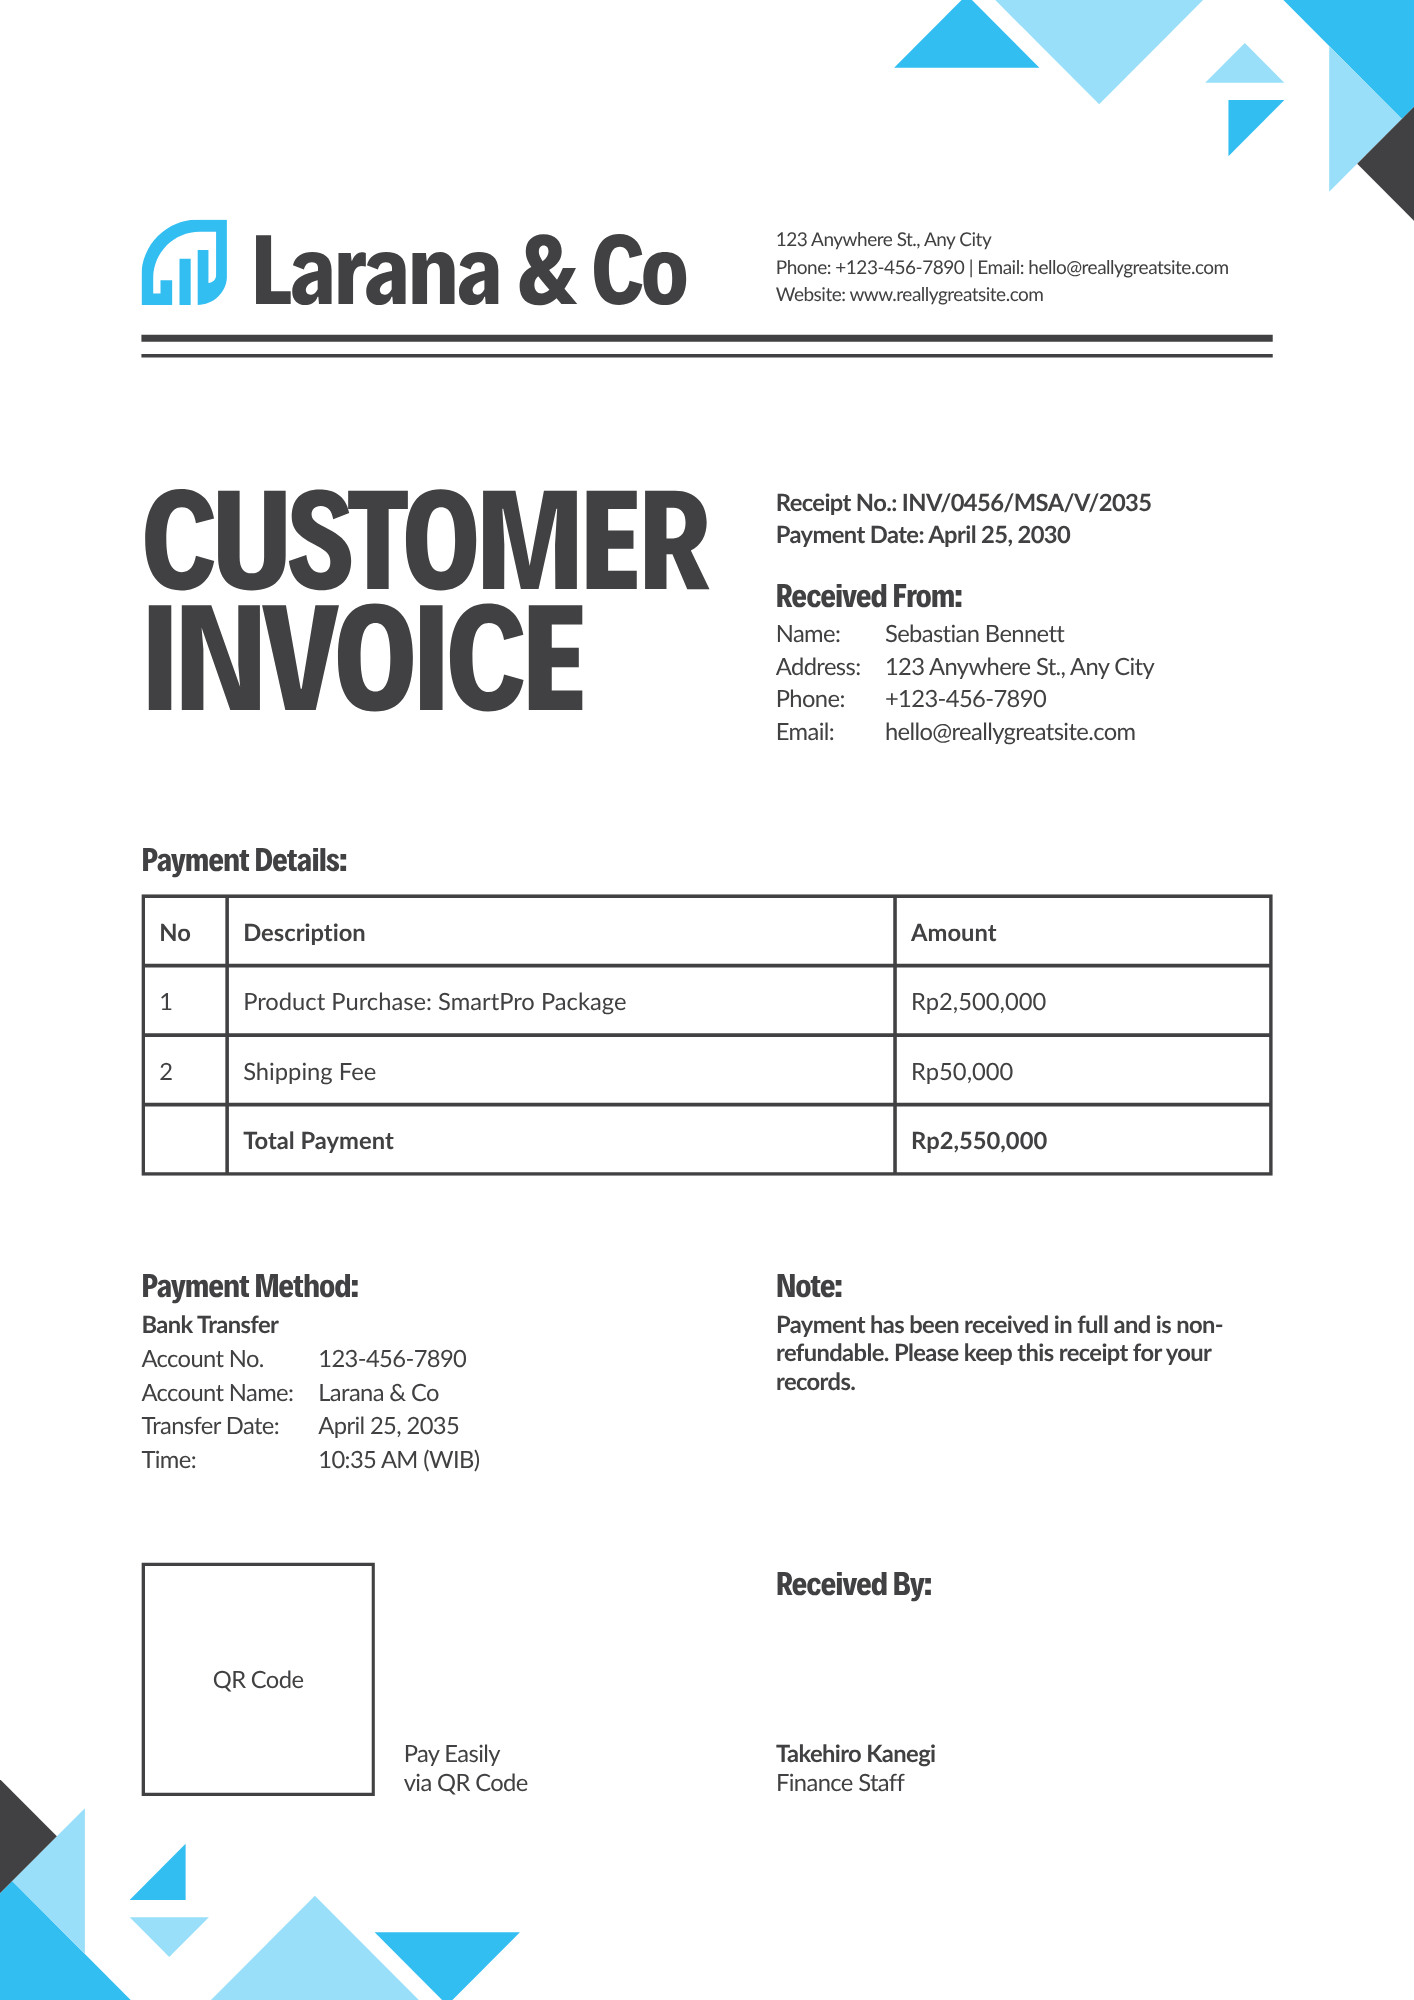 Larana & Co
123 Anywhere St., Any City
Phone: +123-456-7890 | Email: hello@reallygreatsite.com
Website: www.reallygreatsite.com
CUSTOMER
INVOICE
Receipt No.: INV/0456/MSA/V/2035
Payment Date: April 25, 2030
Received From:
Name: Sebastian Bennett
Address: 123 Anywhere St., Any City
Phone: +123-456-7890
Email: hello@reallygreatsite.com
Payment Details:
No Description Amount
1 Product Purchase: SmartPro Package Rp2,500,000
2 Shipping Fee Rp50,000
Total Payment Rp2,550,000
Payment Method:
Bank Transfer
Account No. 123-456-7890
Account Name: Larana & Co
Transfer Date: April 25, 2035
Time: 10:35 AM (WIB)
Note:
Payment has been received in full and is non-
refundable. Please keep this receipt for your
records.
QR Code
Pay Easily
via QR Code
Received By:
Takehiro Kanegi
Finance Staff